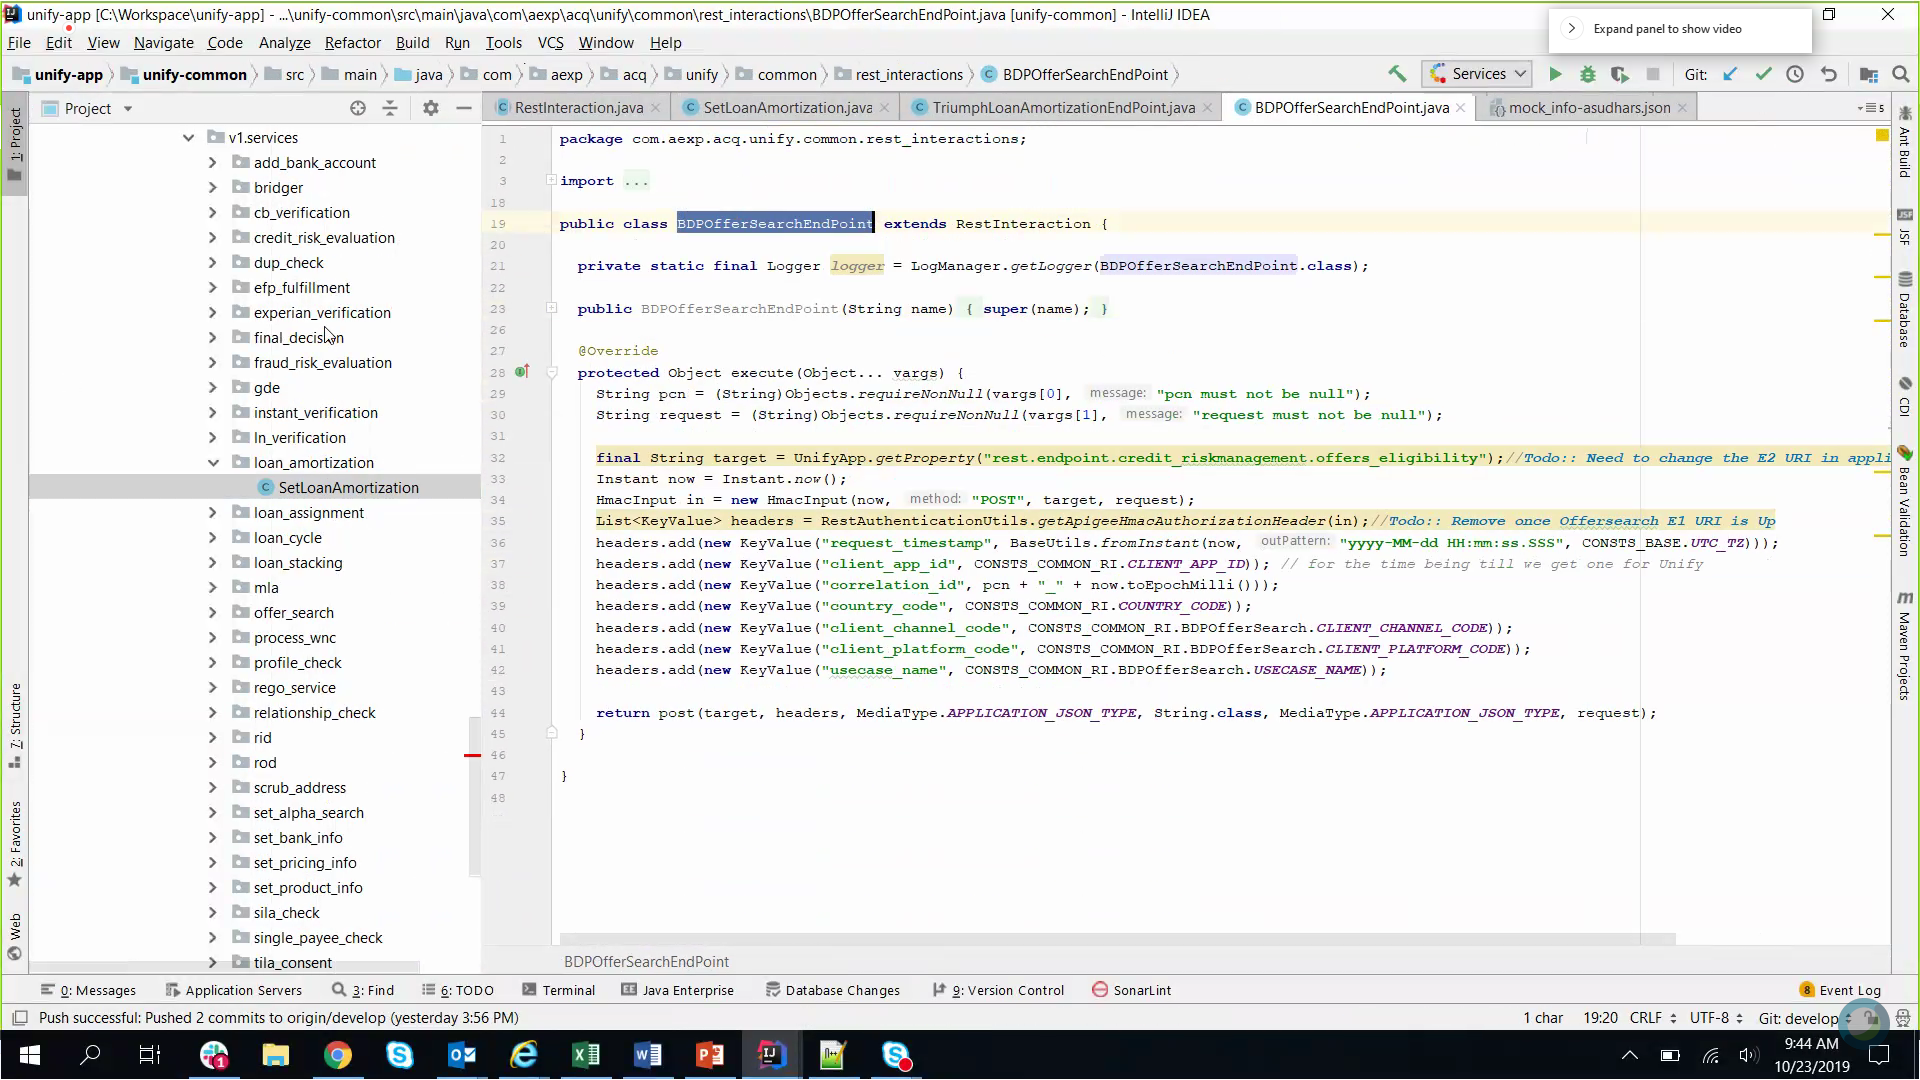 unify-app [C:\Workspace\unify-app] - ...\unify-common\src\main\java\com\aexp\acq\unify\common\rest_interactions\BDPOfferSearchEndPoint.java [unify-common] - IntelliJ IDEA
Expand panel to show video
File Edit View Navigate Code Analyze Refactor Build Run Tools VCS Window Help
unify-app unify-common src main java com aexp acq unify common rest_interactions BDPOfferSearchEndPoint Services Git:
Project RestInteraction.java SetLoanAmortization.java TriumphLoanAmortizationEndPoint.java BDPOfferSearchEndPoint.java mock_info-asudhars.json 5
1: Project
7: Structure
2: Favorites
Web
v1.services
add_bank_account
bridger
cb_verification
credit_risk_evaluation
dup_check
efp_fulfillment
experian_verification
final_decision
fraud_risk_evaluation
gde
instant_verification
ln_verification
loan_amortization
SetLoanAmortization
loan_assignment
loan_cycle
loan_stacking
mla
offer_search
process_wnc
profile_check
rego_service
relationship_check
rid
rod
scrub_address
set_alpha_search
set_bank_info
set_pricing_info
set_product_info
sila_check
single_payee_check
tila_consent
1 package com.aexp.acq.unify.common.rest_interactions;
2
3 import ...
18
19 public class BDPOfferSearchEndPoint extends RestInteraction {
20
21 private static final Logger logger = LogManager.getLogger(BDPOfferSearchEndPoint.class);
22
23 public BDPOfferSearchEndPoint(String name) { super(name); }
26
27 @Override
28 protected Object execute(Object... vargs) {
29 String pcn = (String)Objects.requireNonNull(vargs[0], message: "pcn must not be null");
30 String request = (String)Objects.requireNonNull(vargs[1], message: "request must not be null");
31
32 final String target = UnifyApp.getProperty("rest.endpoint.credit_riskmanagement.offers_eligibility");//Todo:: Need to change the E2 URI in appli
33 Instant now = Instant.now();
34 HmacInput in = new HmacInput(now, method: "POST", target, request);
35 List<KeyValue> headers = RestAuthenticationUtils.getApigeeHmacAuthorizationHeader(in);//Todo:: Remove once Offersearch E1 URI is Up
36 headers.add(new KeyValue("request_timestamp", BaseUtils.fromInstant(now, outPattern: "yyyy-MM-dd HH:mm:ss.SSS", CONSTS_BASE.UTC_TZ)));
37 headers.add(new KeyValue("client_app_id", CONSTS_COMMON_RI.CLIENT_APP_ID)); // for the time being till we get one for Unify
38 headers.add(new KeyValue("correlation_id", pcn + "_" + now.toEpochMilli()));
39 headers.add(new KeyValue("country_code", CONSTS_COMMON_RI.COUNTRY_CODE));
40 headers.add(new KeyValue("client_channel_code", CONSTS_COMMON_RI.BDPOfferSearch.CLIENT_CHANNEL_CODE));
41 headers.add(new KeyValue("client_platform_code", CONSTS_COMMON_RI.BDPOfferSearch.CLIENT_PLATFORM_CODE));
42 headers.add(new KeyValue("usecase_name", CONSTS_COMMON_RI.BDPOfferSearch.USECASE_NAME));
43
44 return post(target, headers, MediaType.APPLICATION_JSON_TYPE, String.class, MediaType.APPLICATION_JSON_TYPE, request);
45 }
46
47 }
48
BDPOfferSearchEndPoint
Ant Build
JSF
Database
CDI
Bean Validation
Maven Projects
0: Messages Application Servers 3: Find 6: TODO Terminal Java Enterprise Database Changes 9: Version Control SonarLint 8 Event Log
Push successful: Pushed 2 commits to origin/develop (yesterday 3:56 PM) 1 char 19:20 CRLF UTF-8 Git: develop
9:44 AM
10/23/2019